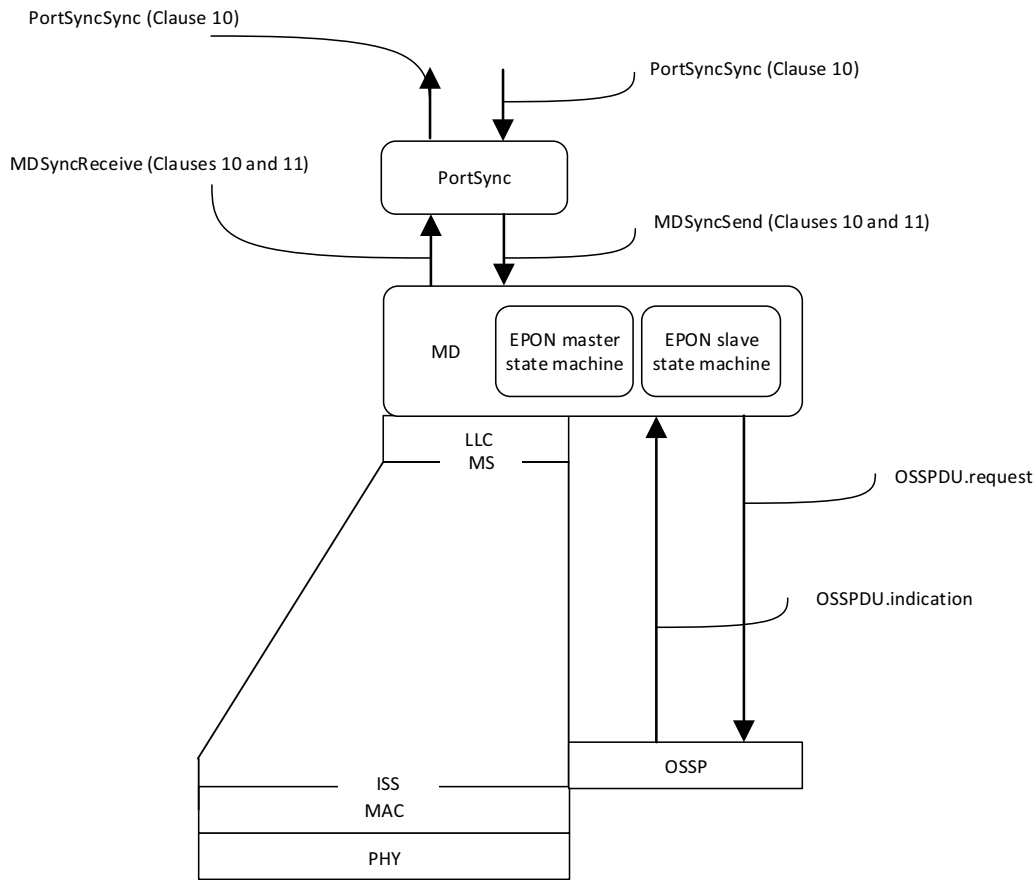 PortSyncSync (Clause 10)
PortSyncSync (Clause 10)
MDSyncReceive (Clauses 10 and 11)
PortSync
MDSyncSend (Clauses 10 and 11)
MD
EPON master
state machine
EPON slave
state machine
LLC
MS
OSSPDU.request
OSSPDU.indication
OSSP
ISS
MAC
PHY